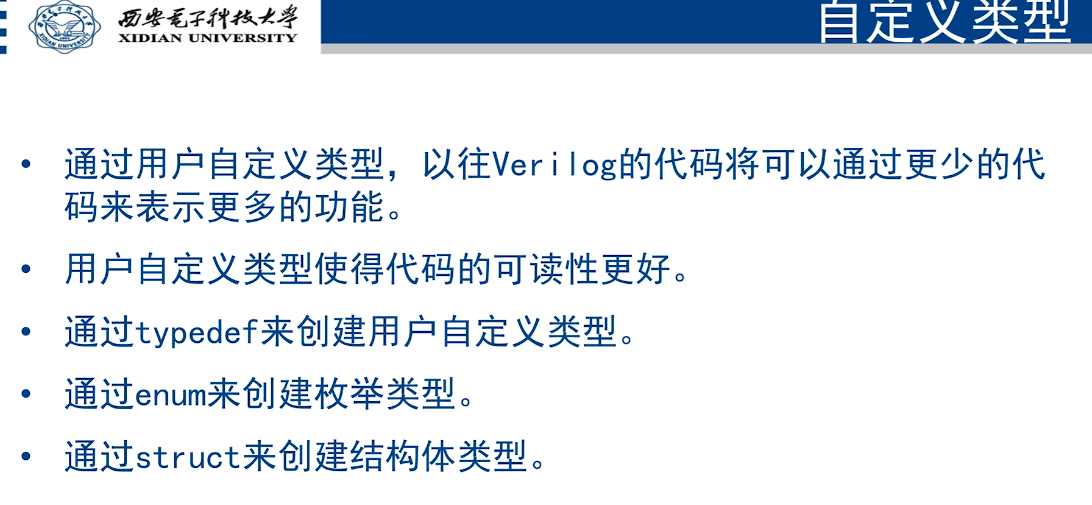 西安电子科技大学
XIDIAN UNIVERSITY
自定义类型
• 通过用户自定义类型，以往Verilog的代码将可以通过更少的代
码来表示更多的功能。
• 用户自定义类型使得代码的可读性更好。
• 通过typedef来创建用户自定义类型。
• 通过enum来创建枚举类型。
• 通过struct来创建结构体类型。